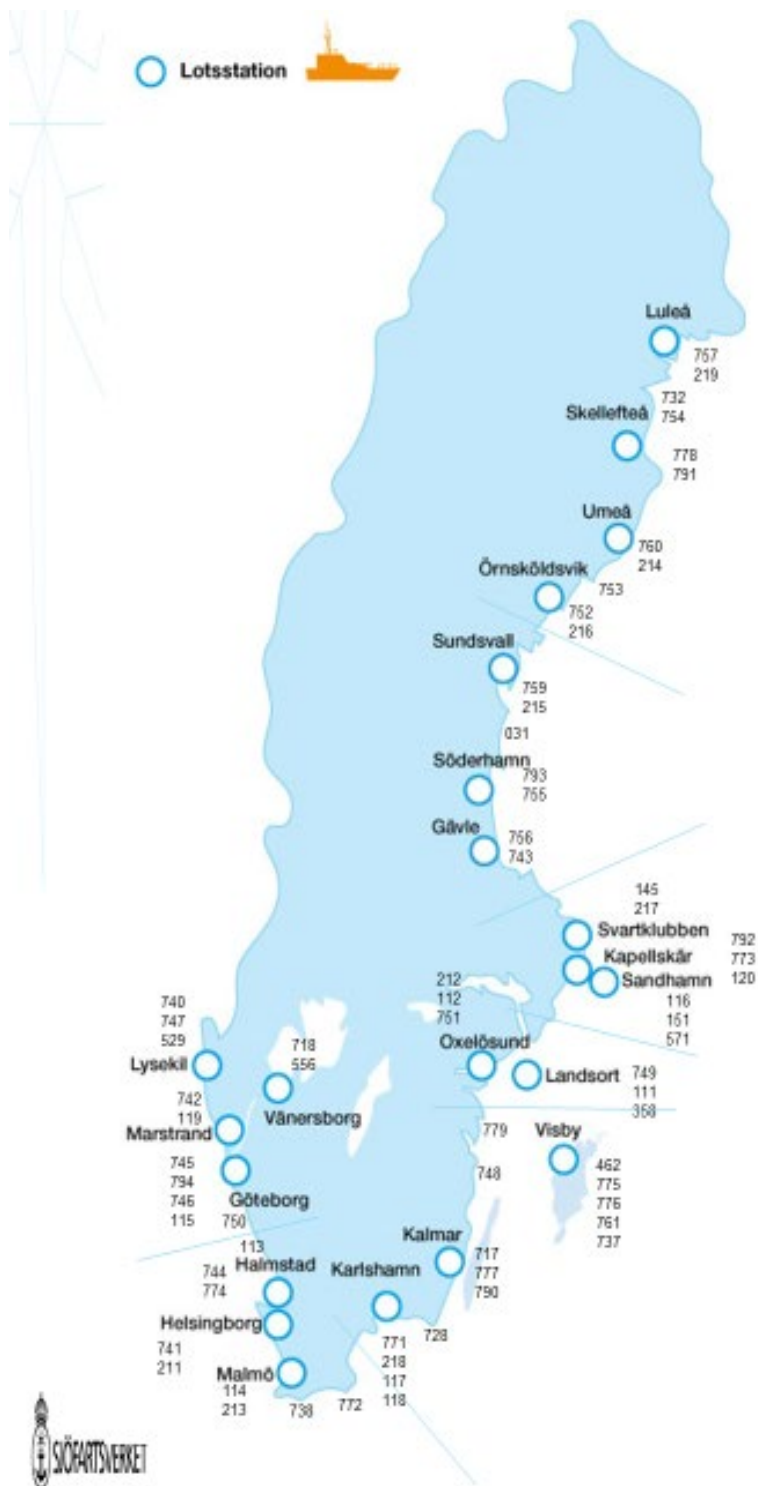 Lotsstation
Luleå
757
219
732
754
Skellefteå
778
791
Umeå
760
214
Örnsköldsvik
753
752
216
Sundsvall
759
215
031
Söderhamn
793
755
Gävle
756
743
145
217
Svartklubben
792
773
120
Kapellskär
Sandhamn
116
151
571
212
112
751
Oxelösund
740
747
529
Lysekil
718
556
Vänersborg
Landsort
749
111
358
742
119
Marstrand
779
Visby
745
794
746
115
Göteborg
748
462
775
776
761
737
750
113
Kalmar
717
777
790
744
774
Halmstad
Karlshamn
Helsingborg
741
211
728
771
218
117
118
Malmö
114
213
738
772
SJÖFARTSVERKET